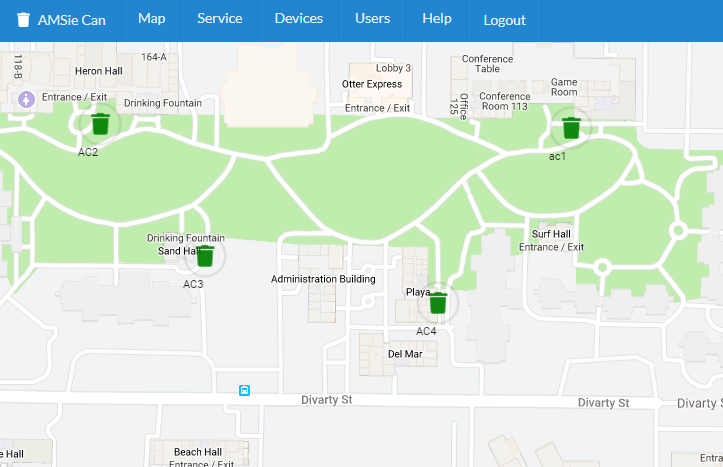 AMSie Can
Map
Service
Devices
Users
Help
Logout
118-B
164-A
Heron Hall
Entrance / Exit
Drinking Fountain
Lobby 3
Otter Express
Entrance / Exit
Conference
Table
Game
Room
Office
125
Conference
Room 113
AC2
ac1
Drinking Fountain
Sand Hall
AC3
Administration Building
Playa
AC4
Surf Hall
Entrance / Exit
Del Mar
Divarty St
Divarty St
Divarty S
e Hall
Beach Hall
Entrance / Exit
Entran